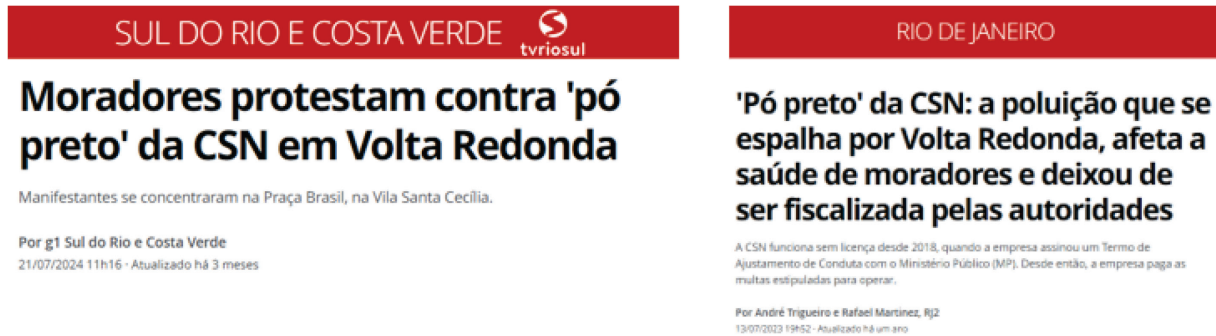 SUL DO RIO E COSTA VERDE
tvriosul
Moradores protestam contra 'pó
preto' da CSN em Volta Redonda
Manifestantes se concentraram na Praça Brasil, na Vila Santa Cecília.
Por g1 Sul do Rio e Costa Verde
21/07/2024 11h16 · Atualizado há 3 meses
RIO DE JANEIRO
'Pó preto' da CSN: a poluição que se
espalha por Volta Redonda, afeta a
saúde de moradores e deixou de
ser fiscalizada pelas autoridades
A CSN funciona sem licença desde 2018, quando a empresa assinou um Termo de
Ajustamento de Conduta com o Ministério Público (MP). Desde então, a empresa paga as
multas estipuladas para operar.
Por André Trigueiro e Rafael Martinez, RJ2
13/07/2023 19h52 · Atualizado há um ano